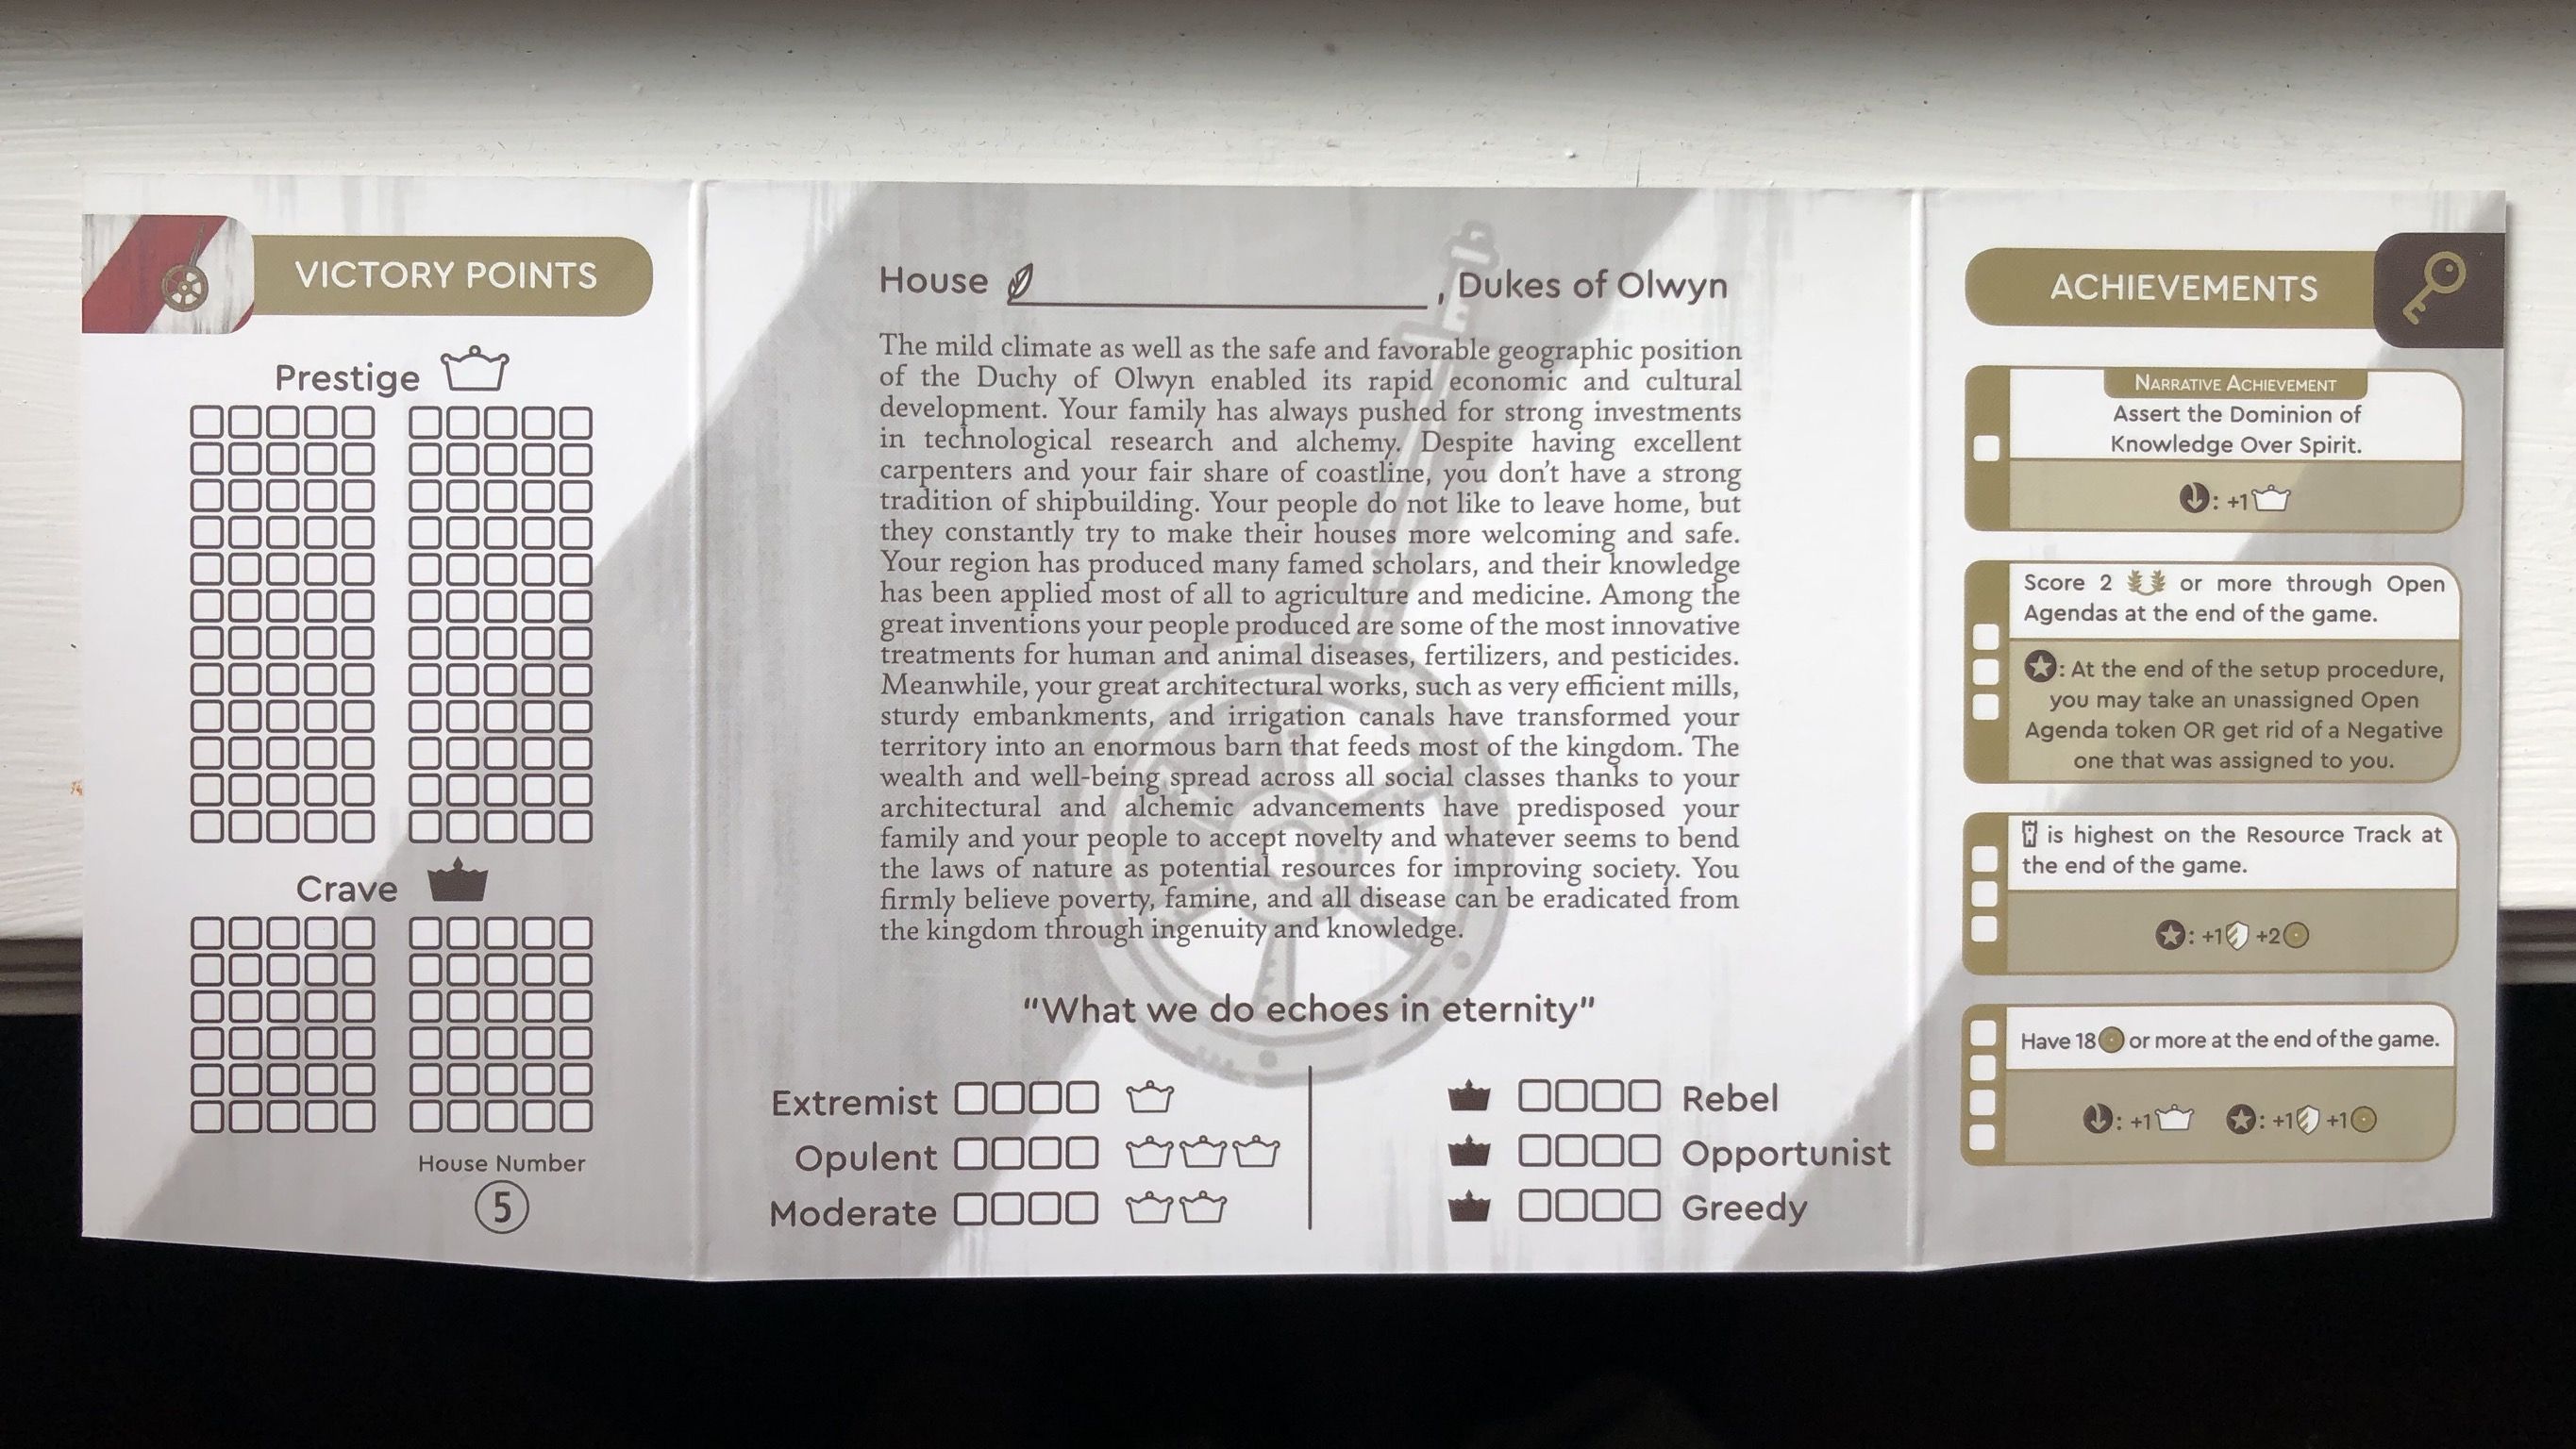 VICTORY POINTS
Prestige
Crave
House Number
5
House , Dukes of Olwyn
The mild climate as well as the safe and favorable geographic position
of the Duchy of Olwyn enabled its rapid economic and cultural
development. Your family has always pushed for strong investments
in technological research and alchemy. Despite having excellent
carpenters and your fair share of coastline, you don't have a strong
tradition of shipbuilding. Your people do not like to leave home, but
they constantly try to make their houses more welcoming and safe.
Your region has produced many famed scholars, and their knowledge
has been applied most of all to agriculture and medicine. Among the
great inventions your people produced are some of the most innovative
treatments for human and animal diseases, fertilizers, and pesticides.
Meanwhile, your great architectural works, such as very efficient mills,
sturdy embankments, and irrigation canals have transformed your
territory into an enormous barn that feeds most of the kingdom. The
wealth and well-being spread across all social classes thanks to your
architectural and alchemic advancements have predisposed your
family and your people to accept novelty and whatever seems to bend
the laws of nature as potential resources for improving society. You
firmly believe poverty, famine, and all disease can be eradicated from
the kingdom through ingenuity and knowledge.
"What we do echoes in eternity"
Extremist
Opulent
Moderate
Rebel
Opportunist
Greedy
ACHIEVEMENTS
NARRATIVE ACHIEVEMENT
Assert the Dominion of
Knowledge Over Spirit.
: +1
Score 2 or more through Open
Agendas at the end of the game.
: At the end of the setup procedure,
you may take an unassigned Open
Agenda token OR get rid of a Negative
one that was assigned to you.
is highest on the Resource Track at
the end of the game.
: +1 +2
Have 18 or more at the end of the game.
: +1 : +1 +1